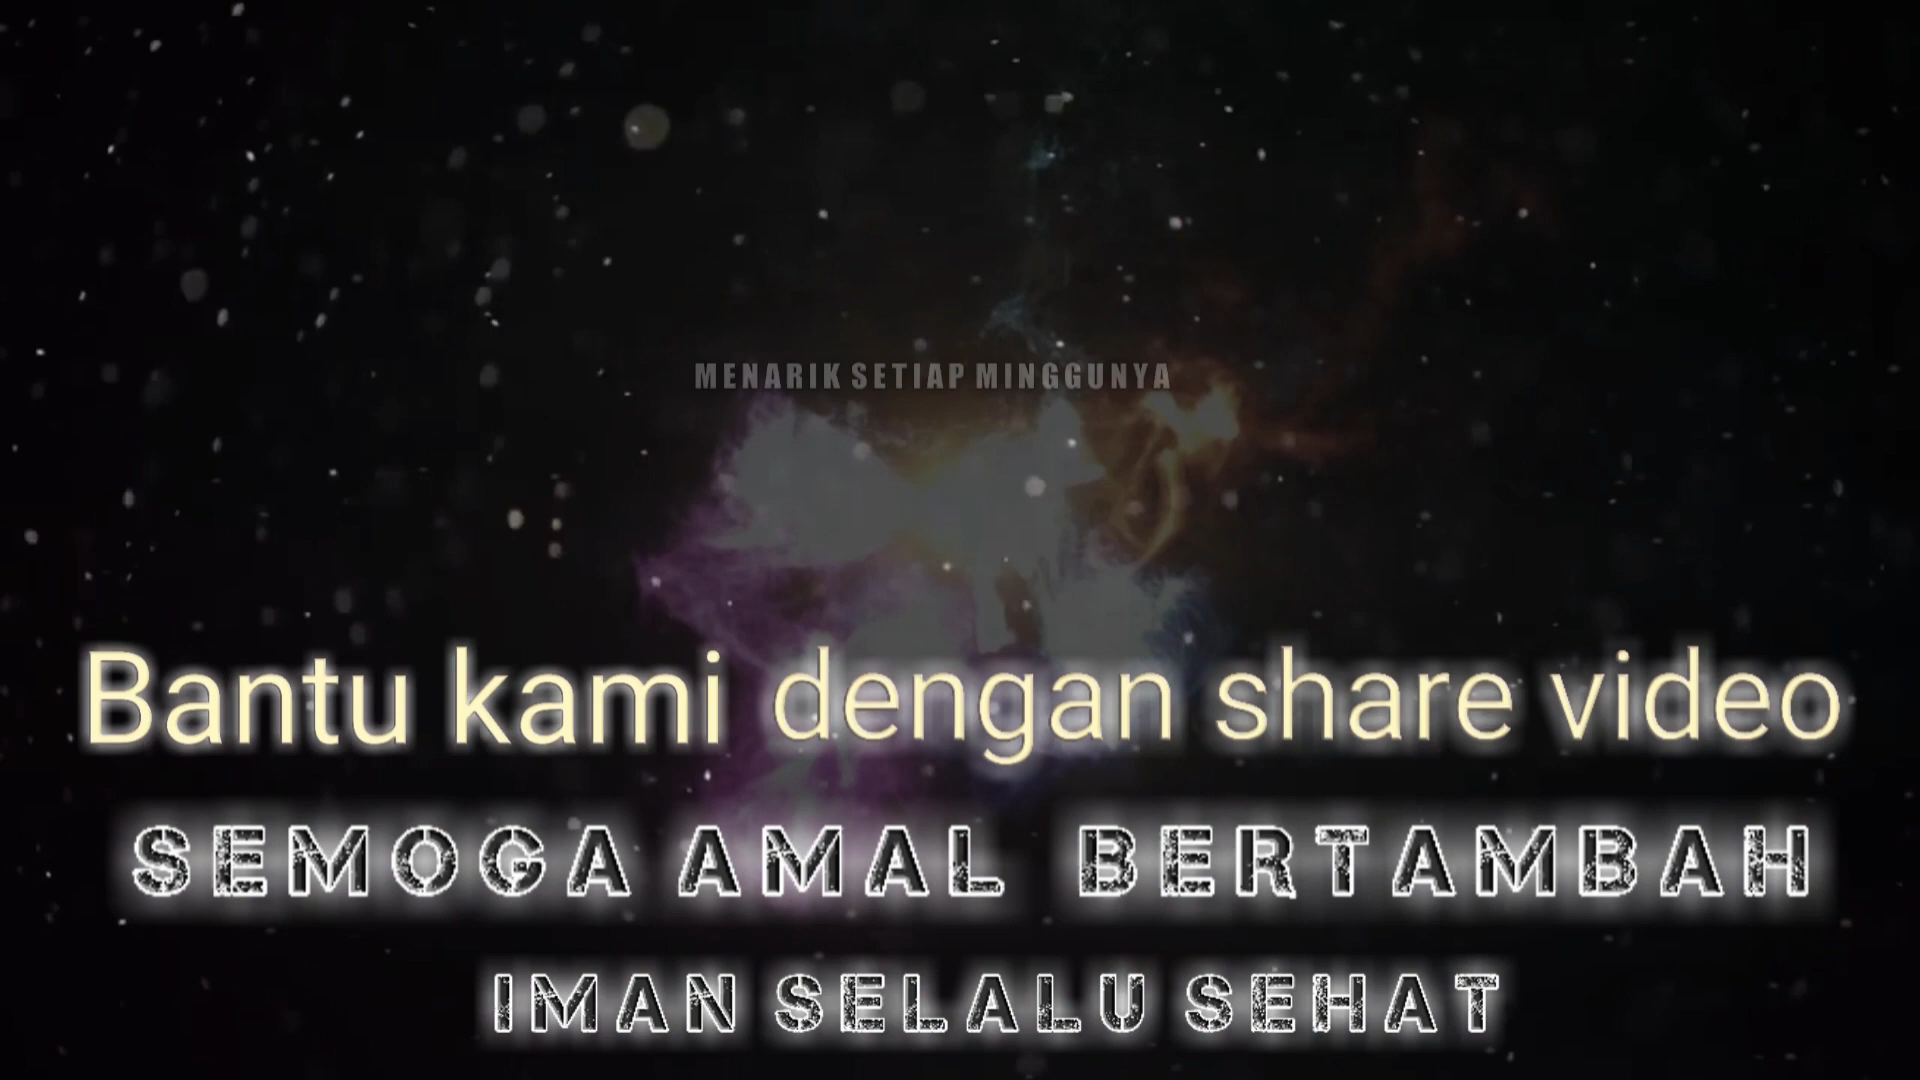 MENARIK SETIAP MINGGUNYA
Bantu kami dengan share video
SEMOGA AMAL BERTAMBAH
IMAN SELALU SEHAT